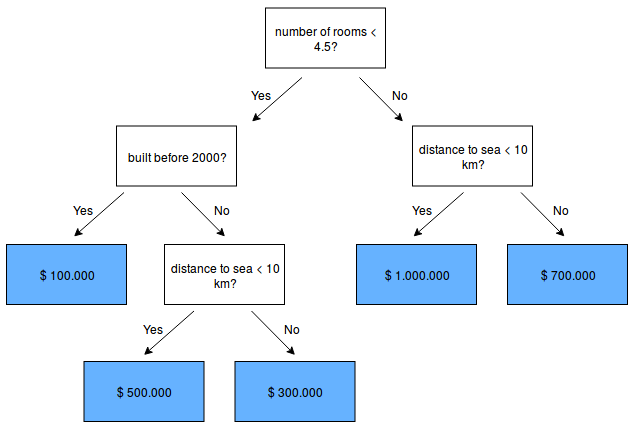 number of rooms <
4.5?
Yes
No
built before 2000?
distance to sea < 10
km?
Yes
No
Yes
No
$ 100.000
distance to sea < 10
km?
$ 1.000.000
$ 700.000
Yes
No
$ 500.000
$ 300.000